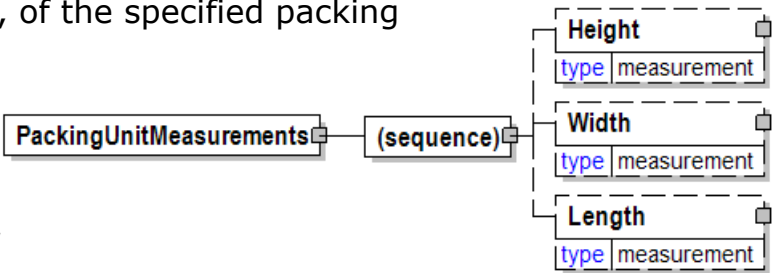 , of the specified packing
Height
type measurement
PackingUnitMeasurements
(sequence)
Width
type measurement
Length
type measurement